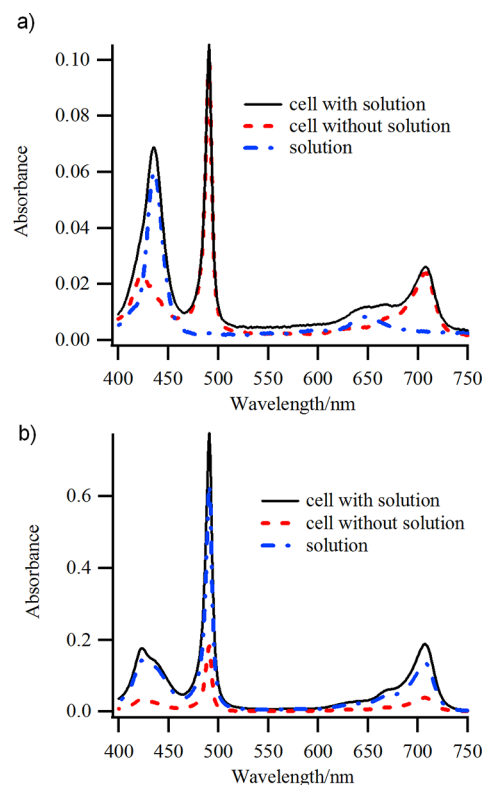 a)
0.10
cell with solution
cell without solution
0.08
solution
Absorbance
0.06
0.04
0.02
0.00
400 450 500 550 600 650 700 750
Wavelength/nm
b)
0.6
cell with solution
cell without solution
solution
Absorbance
0.4
0.2
0.0
400 450 500 550 600 650 700 750
Wavelength/nm